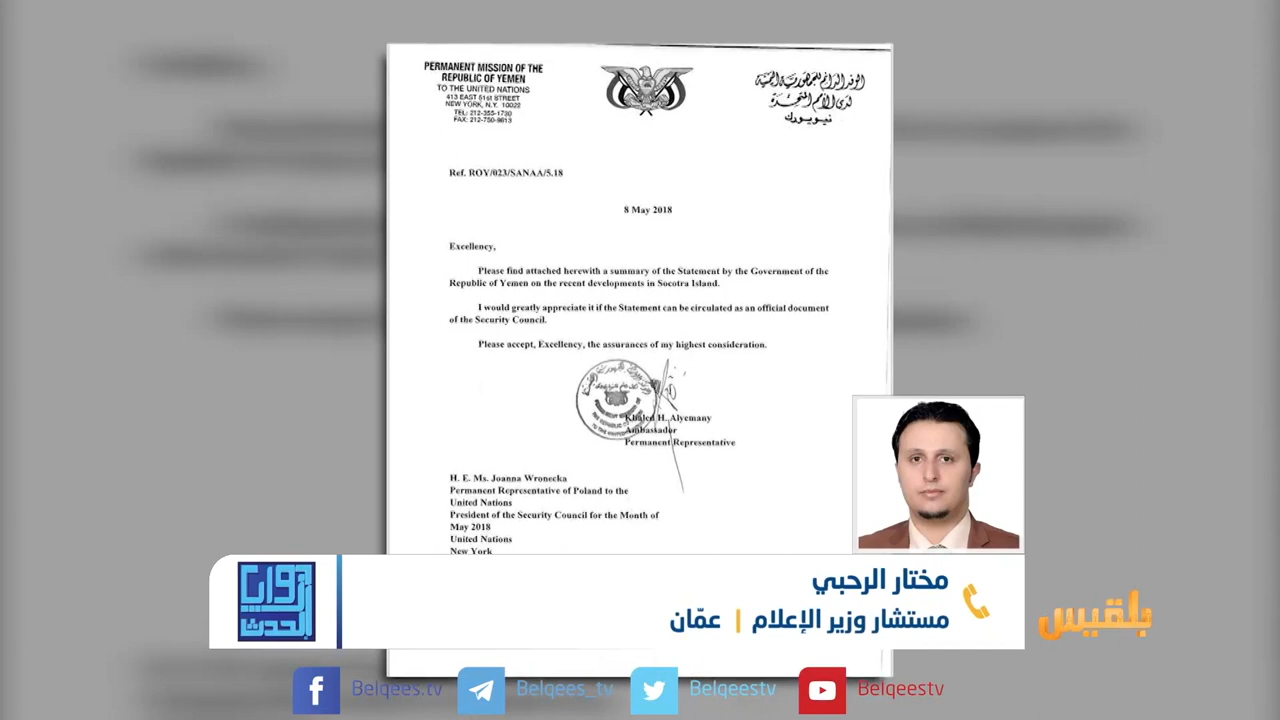 PERMANENT MISSION OF THE
REPUBLIC OF YEMEN
TO THE UNITED NATIONS
413 EAST 51st STREET
NEW YORK, N.Y. 10022
TEL: 212-355-1730
FAX: 212-750-9613
الوفد الدائم للجمهورية اليمنية
لدى الأمم المتحدة
نيويورك
Ref. ROY/023/SANAA/5.18
8 May 2018
Excellency,
Please find attached herewith a summary of the Statement by the Government of the
Republic of Yemen on the recent developments in Socotra Island.
I would greatly appreciate it if the Statement can be circulated as an official document
of the Security Council.
Please accept, Excellency, the assurances of my highest consideration.
Khaled H. Alyemany
Ambassador
Permanent Representative
H. E. Ms. Joanna Wronecka
Permanent Representative of Poland to the
United Nations
President of the Security Council for the Month of
May 2018
United Nations
New York
مختار الرحبي
مستشار وزير الإعلام | عمّان
أبواب
الحدث
بلقيس
Belqees.tv
Belqees_tv
Belqeestv
Belqeestv